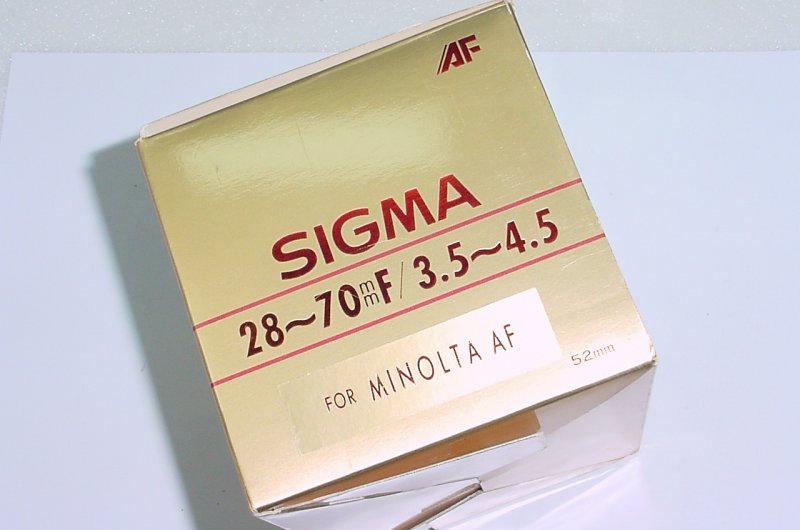 AF
SIGMA
28~70mmF/3.5~4.5
FOR MINOLTA AF
52mm